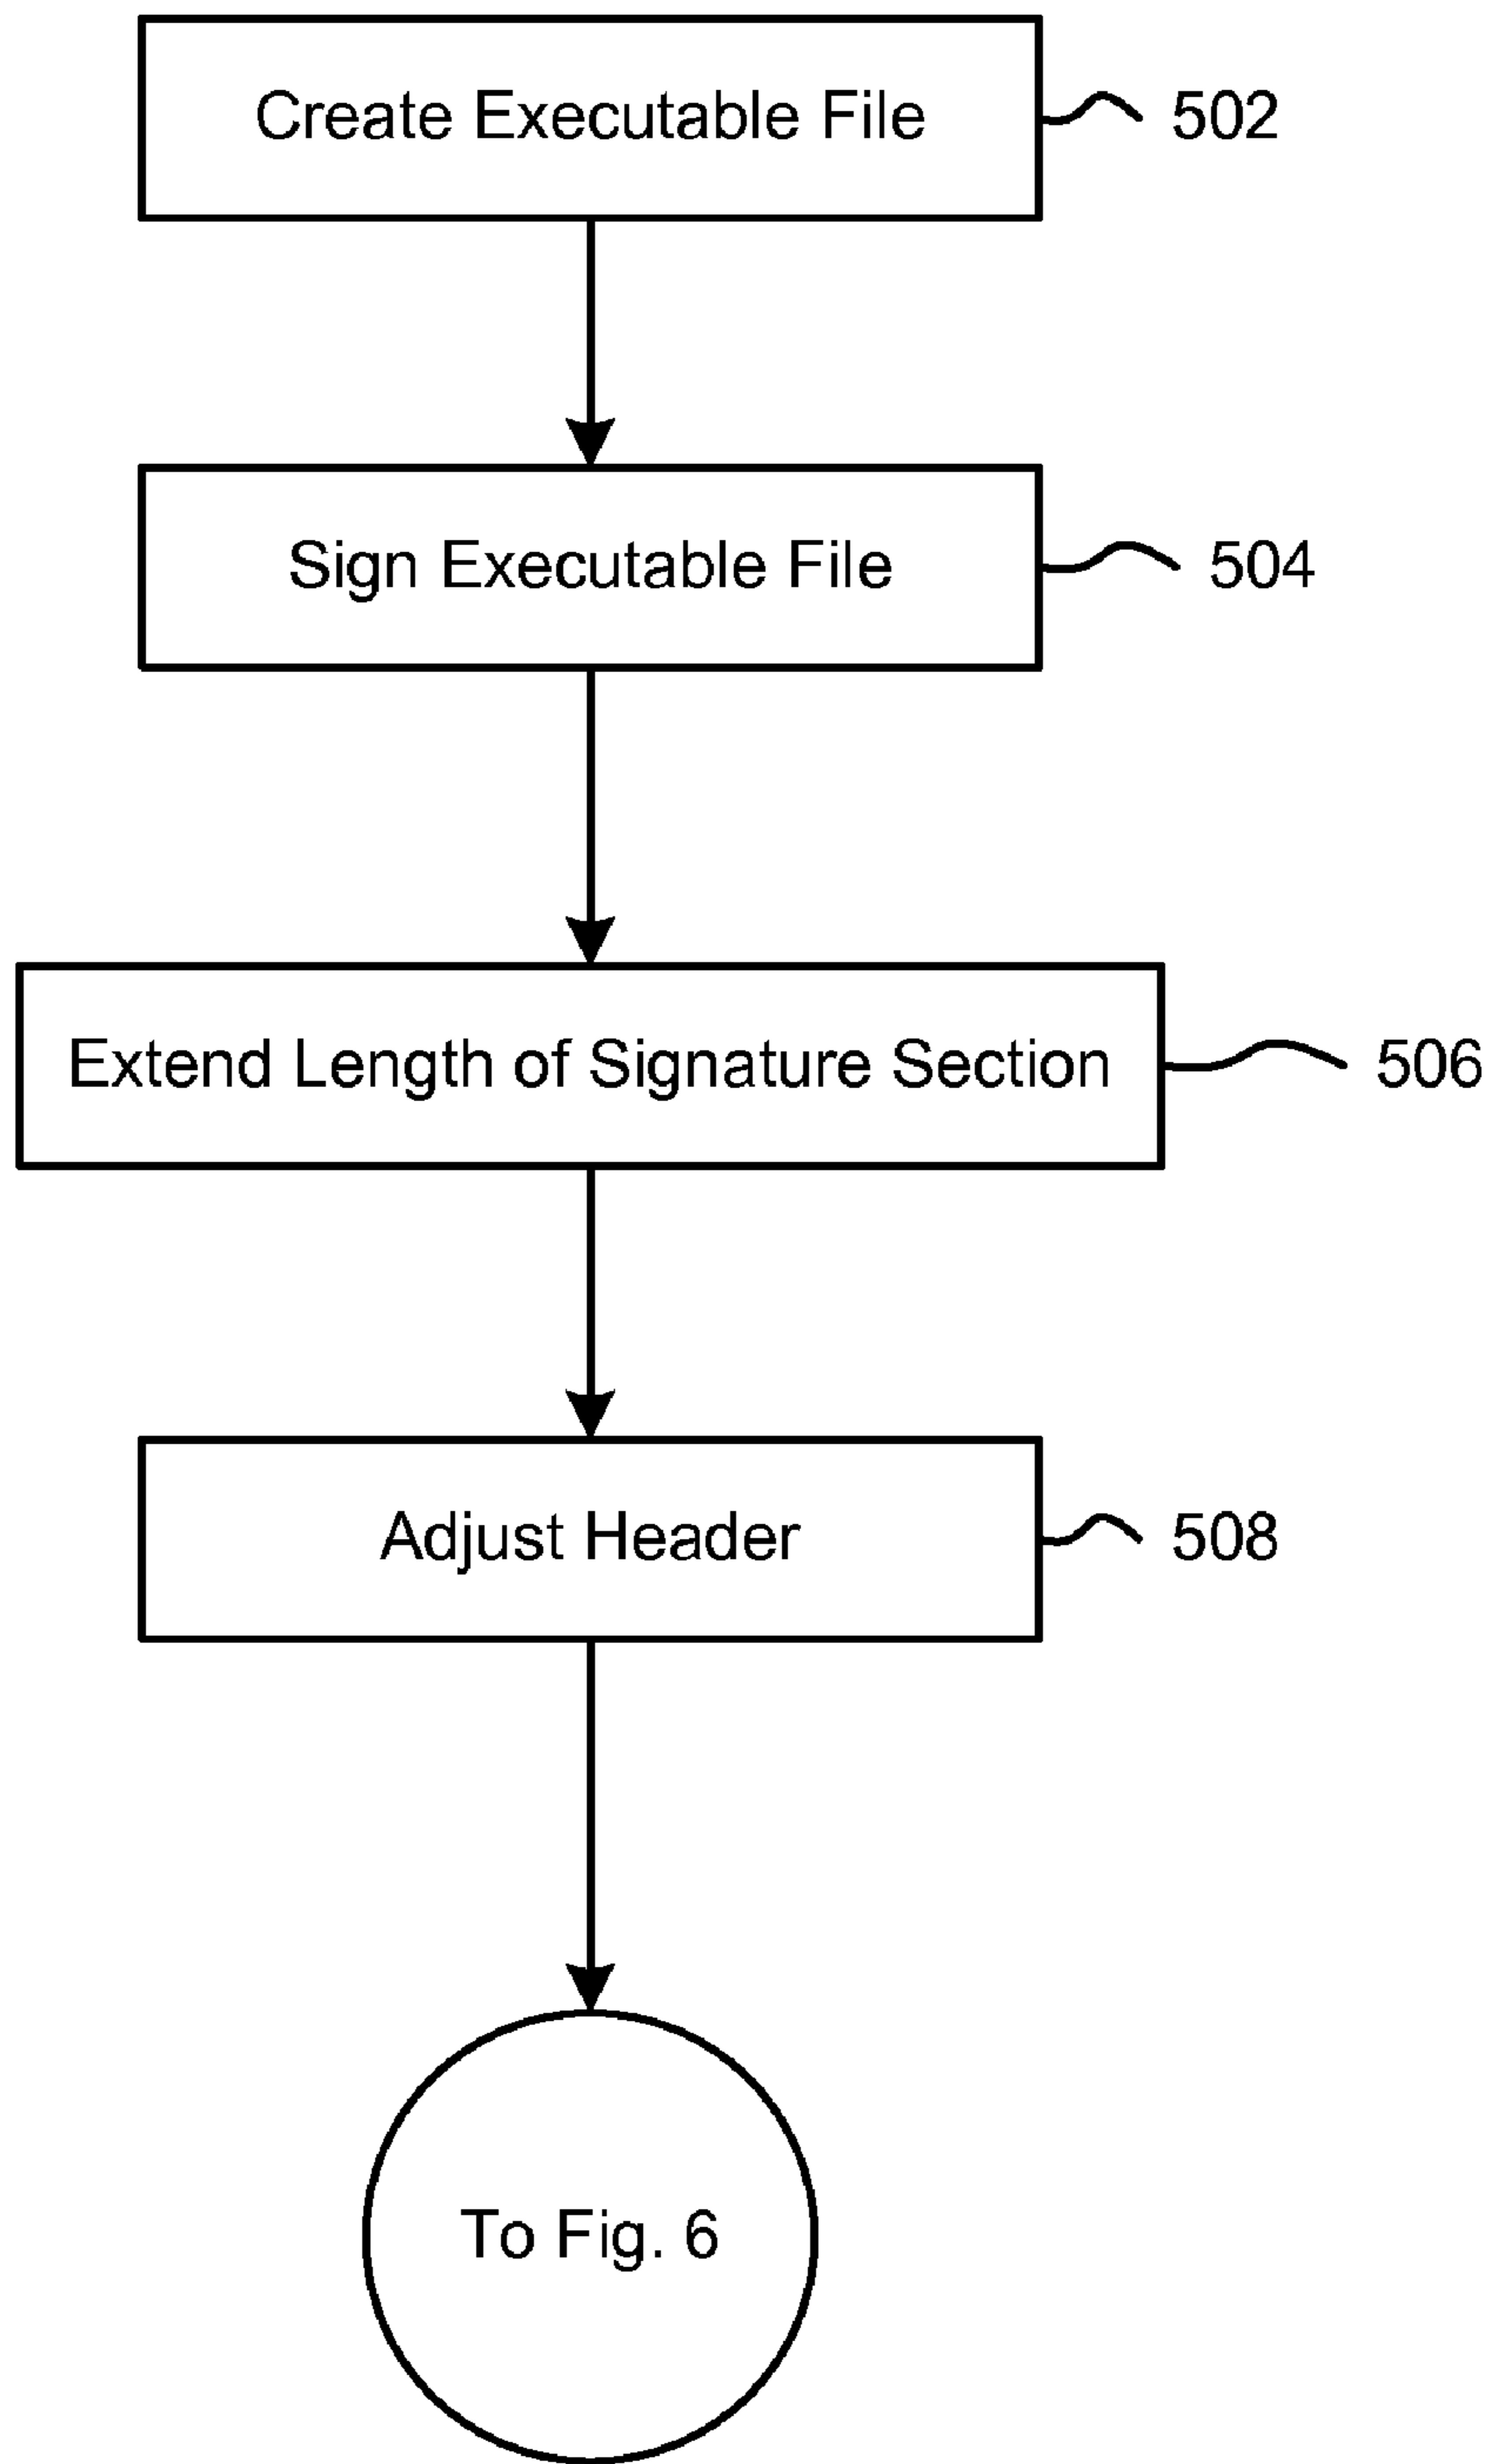 Create Executable File
502
Sign Executable File
504
Extend Length of Signature Section
506
Adjust Header
508
To Fig. 6